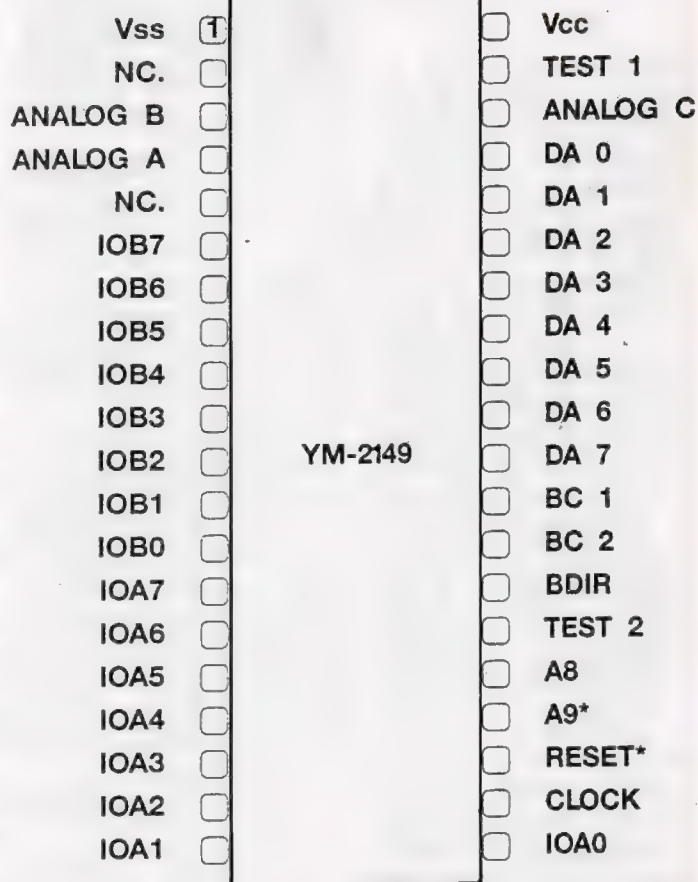 Vss 1 Vcc
NC. TEST 1
ANALOG B ANALOG C
ANALOG A DA 0
NC. DA 1
IOB7 DA 2
IOB6 DA 3
IOB5 DA 4
IOB4 DA 5
IOB3 DA 6
IOB2 YM-2149 DA 7
IOB1 BC 1
IOB0 BC 2
IOA7 BDIR
IOA6 TEST 2
IOA5 A8
IOA4 A9*
IOA3 RESET*
IOA2 CLOCK
IOA1 IOA0